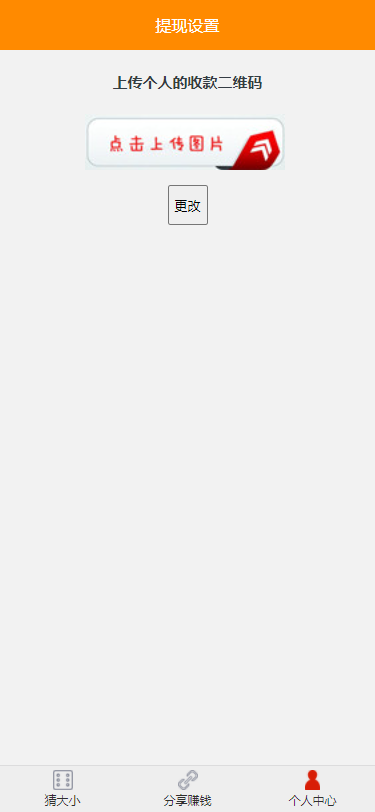 提现设置
上传个人的收款二维码
点击上传图片
更改
猜大小
分享赚钱
个人中心